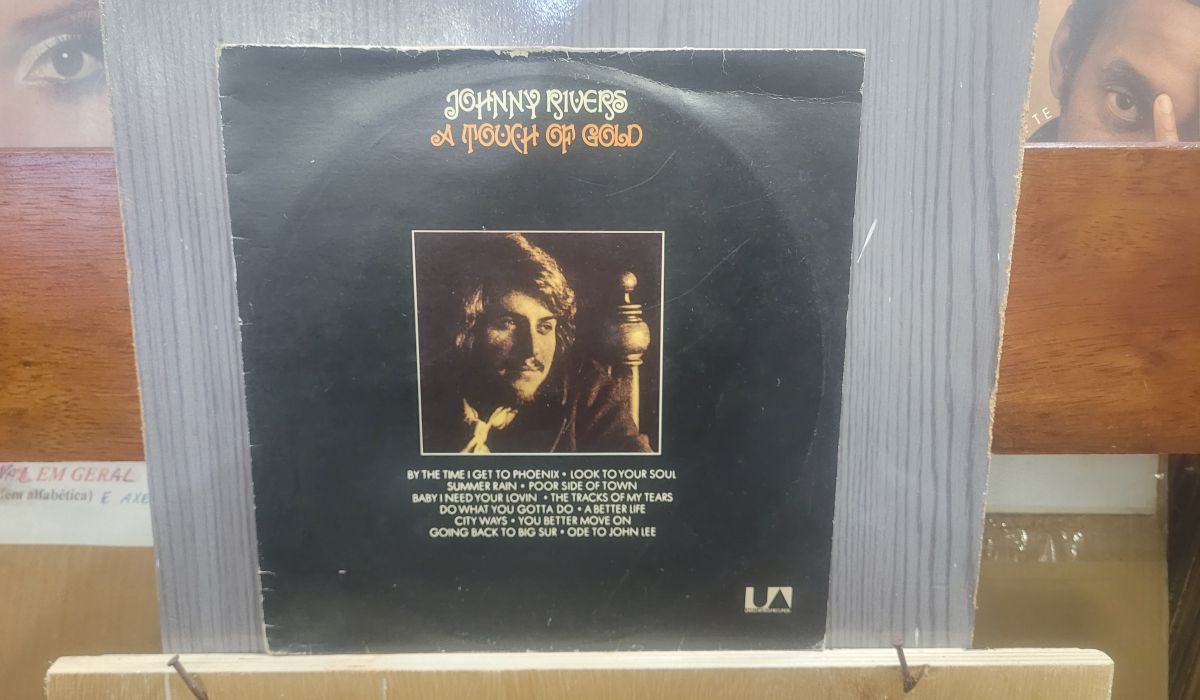 JOHNNY RIVERS
A TOUCH OF GOLD
BY THE TIME I GET TO PHOENIX • LOOK TO YOUR SOUL
SUMMER RAIN • POOR SIDE OF TOWN
BABY I NEED YOUR LOVIN • THE TRACKS OF MY TEARS
DO WHAT YOU GOTTA DO • A BETTER LIFE
CITY WAYS • YOU BETTER MOVE ON
GOING BACK TO BIG SUR • ODE TO JOHN LEE
UA
TE
EM GERAL
em alfabética) E AXE